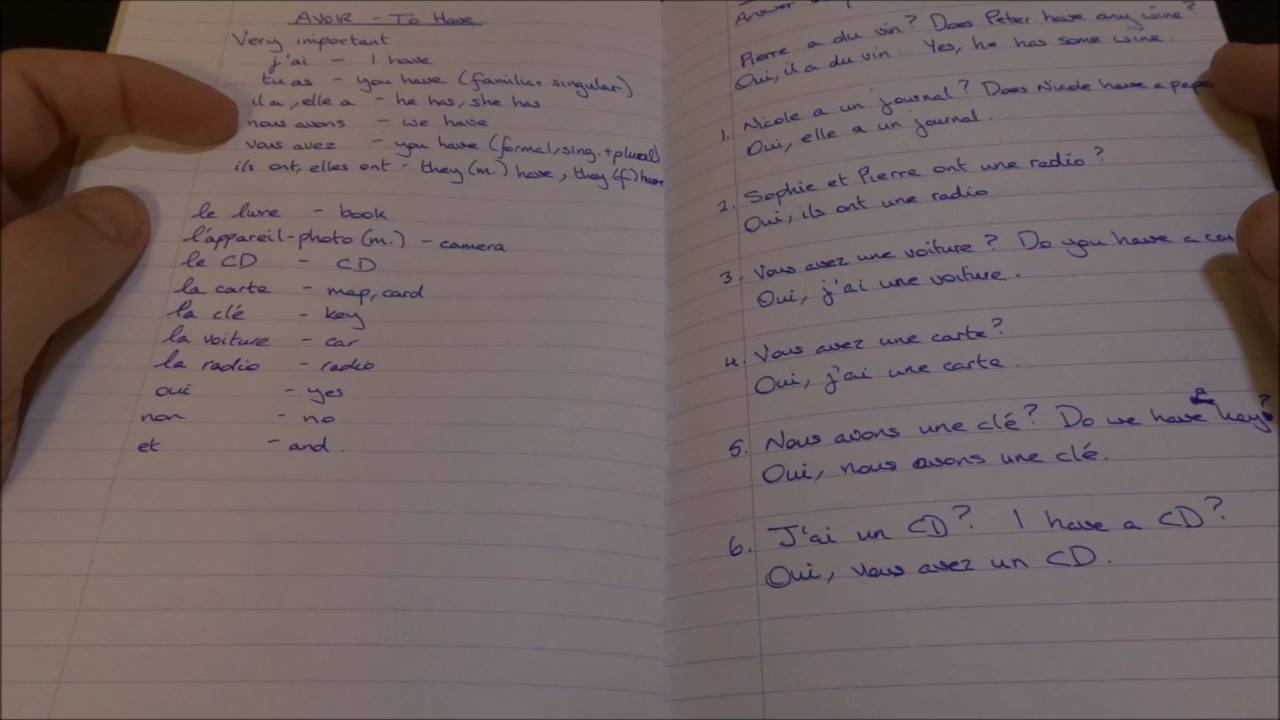 AVOIR - To Have
Very important
j'ai - I have
tu as - you have (familiar singular)
il a, elle a - he has, she has
nous avons - we have
vous avez - you have (formal, sing. + plural)
ils ont, elles ont - they (m.) have, they (f) have
le livre - book
l'appareil-photo (m.) - camera
le CD - CD
la carte - map, card
la clé - key
la voiture - car
la radio - radio
oui - yes
non - no
et - and.
Answer
Pierre a du vin? Does Peter have any wine?
Oui, il a du vin. Yes, he has some wine.
1. Nicole a un journal? Does Nicole have a pape
Oui, elle a un journal.
2. Sophie et Pierre ont une radio?
Oui, ils ont une radio
3. Vous avez une voiture? Do you have a car
Oui, j'ai une voiture.
4. Vous avez une carte?
Oui, j'ai une carte.
5. Nous avons une clé? Do we have a key?
Oui, nous avons une clé.
6. J'ai un CD? I have a CD?
Oui, vous avez un CD.